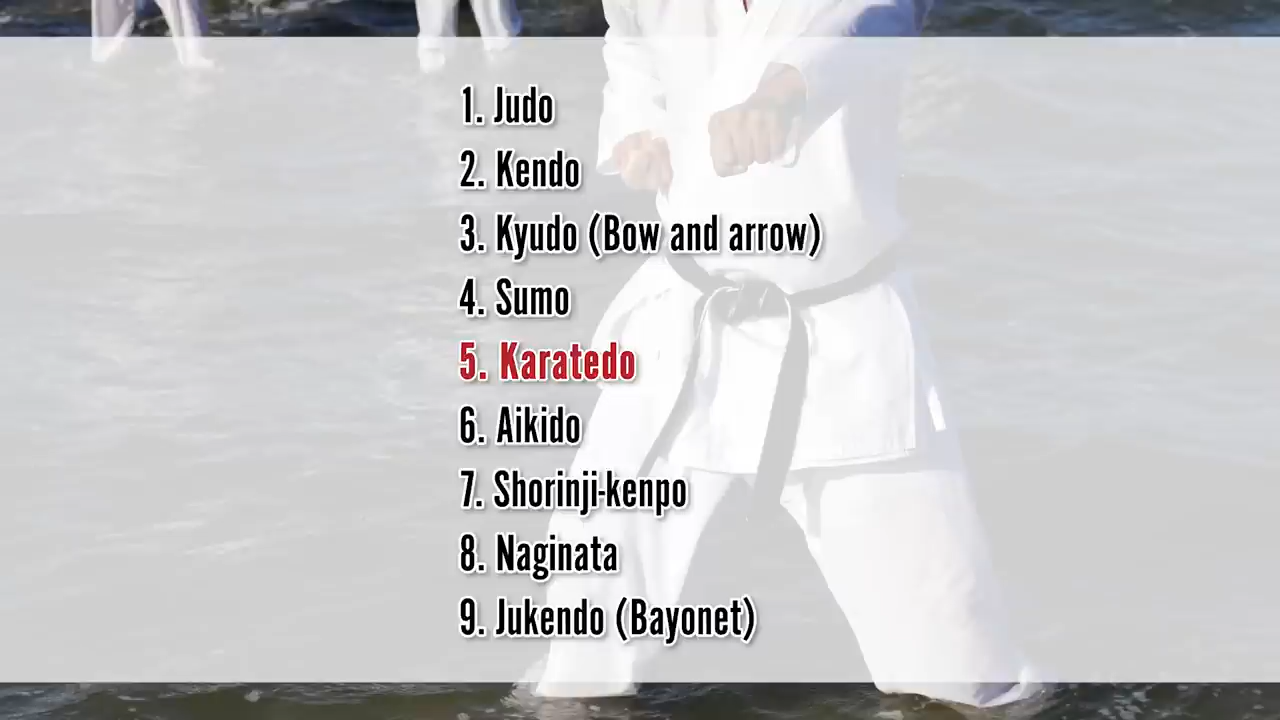 1. Judo
2. Kendo
3. Kyudo (Bow and arrow)
4. Sumo
5. Karatedo
6. Aikido
7. Shorinji-kenpo
8. Naginata
9. Jukendo (Bayonet)